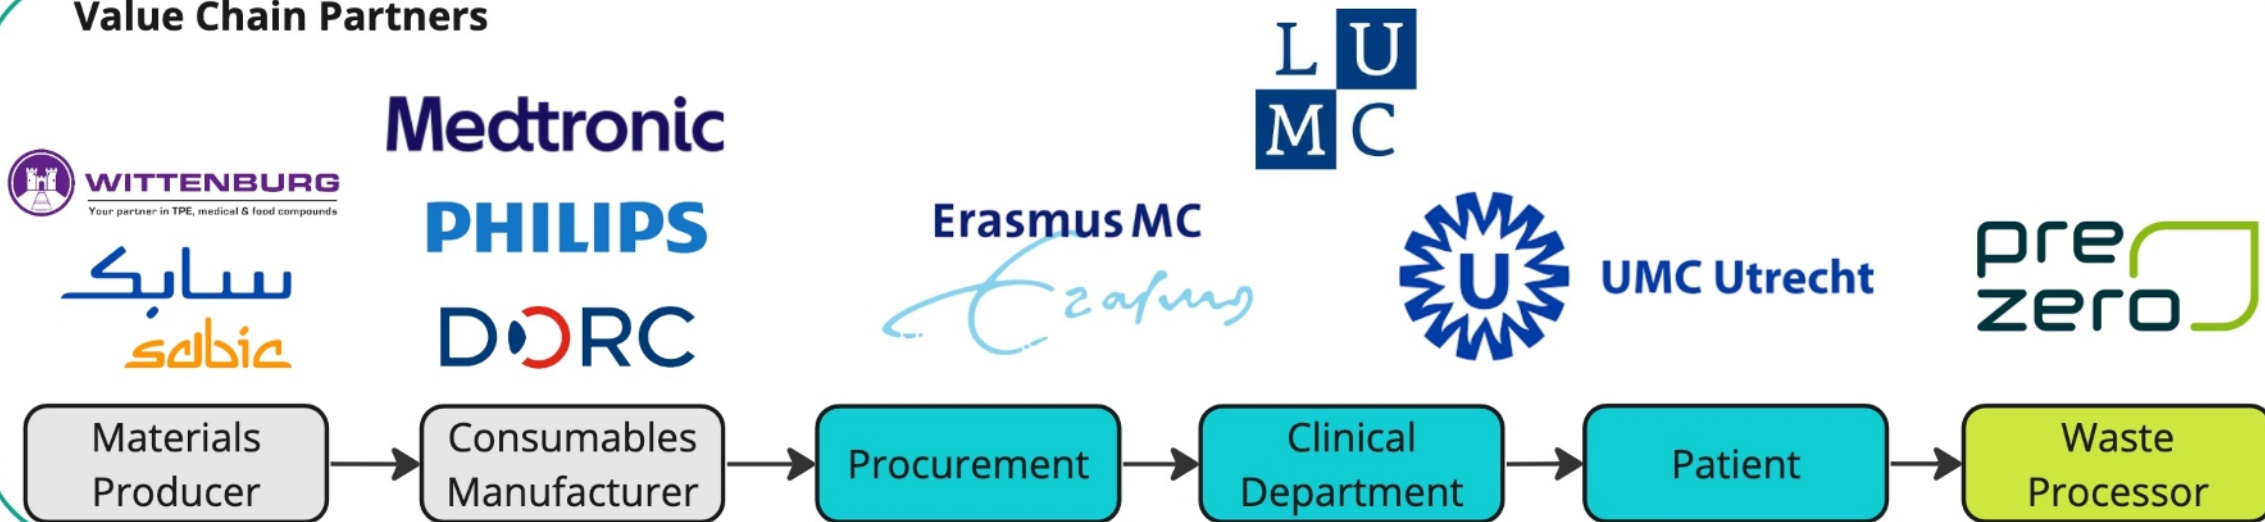 Value Chain Partners
WITTENBURG
Your partner in TPE, medical & food compounds
سابك
sabic
Medtronic
PHILIPS
DORC
Erasmus MC
Erasmus
L U
M C
U
UMC Utrecht
pre
zero
Materials
Producer
Consumables
Manufacturer
Procurement
Clinical
Department
Patient
Waste
Processor